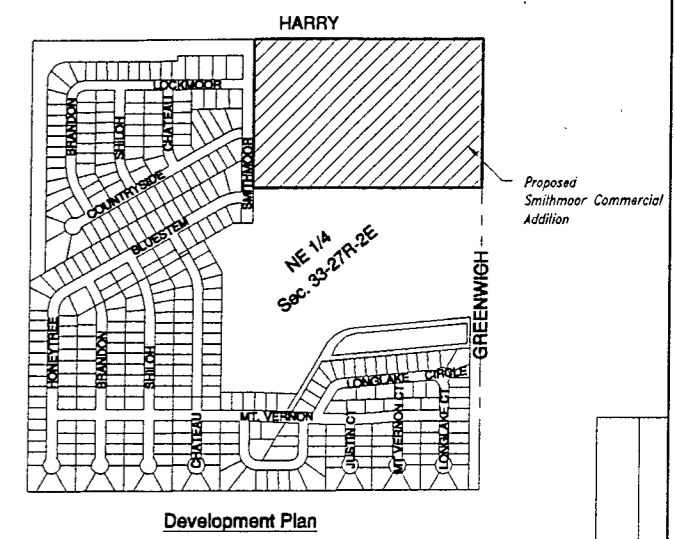 HARRY
LOCKMOOR
BRANDON
SHILOH
CHATEAU
COUNTRYSIDE
SMITHMOOR
BLUESTEM
Proposed
Smithmoor Commercial
Addition
NE 1/4
Sec. 33-27R-2E
GREENWICH
HONEYTREE
BRANDON
SHILOH
CHATEAU
MT. VERNON
LONGLAKE CIRCLE
JUSTIN CT
MT VERNON CT
LONGLAKE CT.
Development Plan